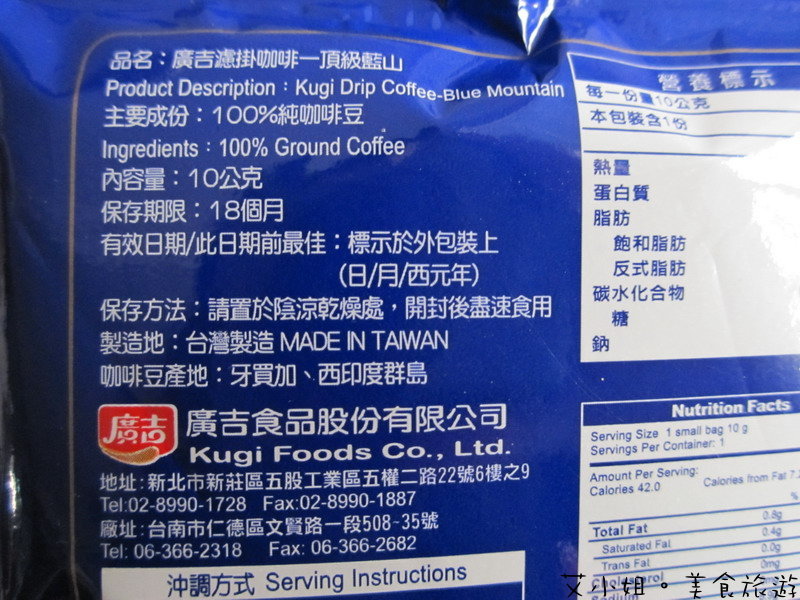 品名：廣吉濾掛咖啡—頂級藍山
Product Description：Kugi Drip Coffee-Blue Mountain
主要成份：100%純咖啡豆
Ingredients：100% Ground Coffee
內容量：10公克
保存期限：18個月
有效日期/此日期前最佳：標示於外包裝上
（日/月/西元年）
保存方法：請置於陰涼乾燥處，開封後盡速食用
製造地：台灣製造 MADE IN TAIWAN
咖啡豆產地：牙買加、西印度群島
廣吉
廣吉食品股份有限公司
Kugi Foods Co., Ltd.
地址：新北市新莊區五股工業區五權二路22號6樓之9
Tel:02-8990-1728 Fax:02-8990-1887
廠址：台南市仁德區文賢路一段508-35號
Tel: 06-366-2318 Fax: 06-366-2682
沖調方式 Serving Instructions
營養標示
每一份量 10公克
本包裝含1份
熱量
蛋白質
脂肪
飽和脂肪
反式脂肪
碳水化合物
糖
鈉
Nutrition Facts
Serving Size 1 small bag 10 g
Servings Per Container: 1
Amount Per Serving:
Calories 42.0 Calories from Fat 7.
%
0.8g
Total Fat 0.4g
Saturated Fat 0.0g
Trans Fat 0mg
Cholesterol
Sodium
艾小姐。美食旅遊